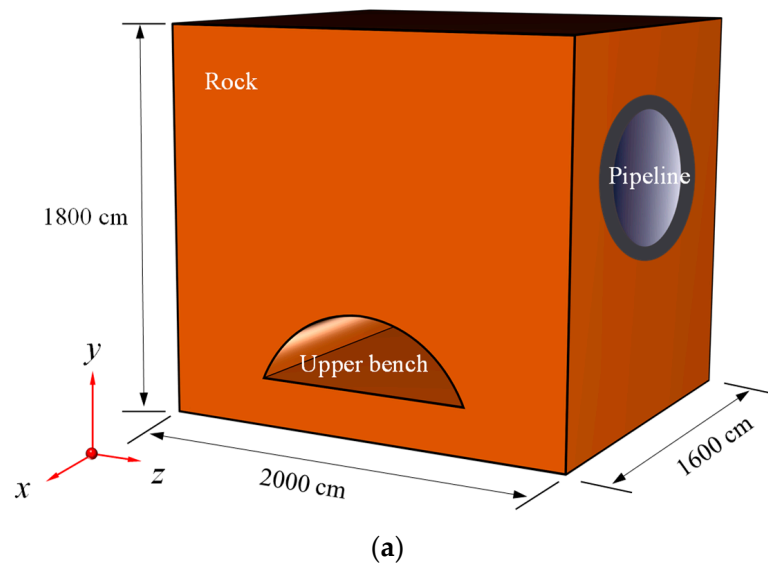 Rock
Pipeline
1800 cm
Upper bench
y
x
z
2000 cm
1600 cm
(a)